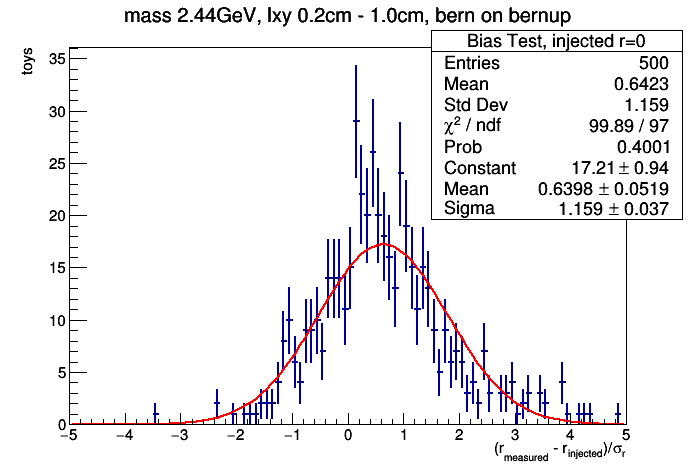 mass 2.44GeV, lxy 0.2cm - 1.0cm, bern on bernup
Bias Test, injected r=0
Entries 500
Mean 0.6423
Std Dev 1.159
χ² / ndf 99.89 / 97
Prob 0.4001
Constant 17.21 ± 0.94
Mean 0.6398 ± 0.0519
Sigma 1.159 ± 0.037
toys
35
30
25
20
15
10
5
0
−5 −4 −3 −2 −1 0 1 2 3 4 5
(r_measured - r_injected)/σ_r